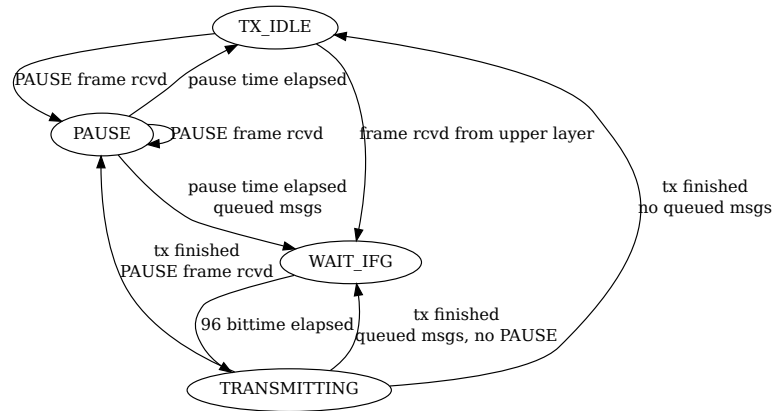 TX_IDLE
PAUSE frame rcvd
pause time elapsed
PAUSE
PAUSE frame rcvd
frame rcvd from upper layer
pause time elapsed
queued msgs
tx finished
no queued msgs
tx finished
PAUSE frame rcvd
WAIT_IFG
96 bittime elapsed
tx finished
queued msgs, no PAUSE
TRANSMITTING